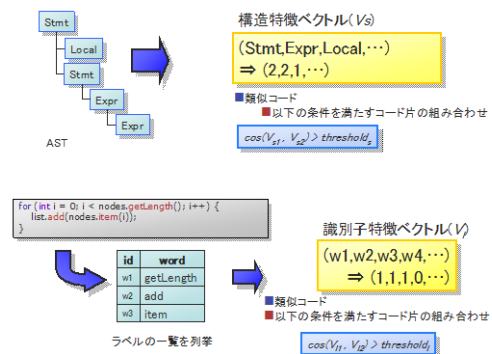 Stmt
Local
Stmt
Expr
Expr
AST
構造特徴ベクトル(Vs)
(Stmt,Expr,Local,…)
⇒ (2,2,1,…)
■類似コード
■以下の条件を満たすコード片の組み合わせ
cos(Vs1, Vs2) > thresholds
for (int i = 0; i < nodes.getLength(); i++) {
list.add(nodes.item(i));
}
id word
w1 getLength
w2 add
w3 item
ラベルの一覧を列挙
識別子特徴ベクトル(VI)
(w1,w2,w3,w4,…)
⇒ (1,1,1,0,…)
■類似コード
■以下の条件を満たすコード片の組み合わせ
cos(VI1, VI2) > thresholdI